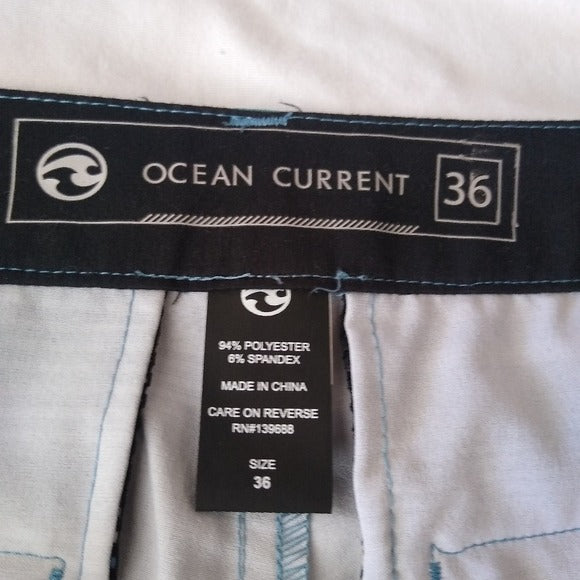 OCEAN CURRENT 36
94% POLYESTER
6% SPANDEX
MADE IN CHINA
CARE ON REVERSE
RN#139688
SIZE
36